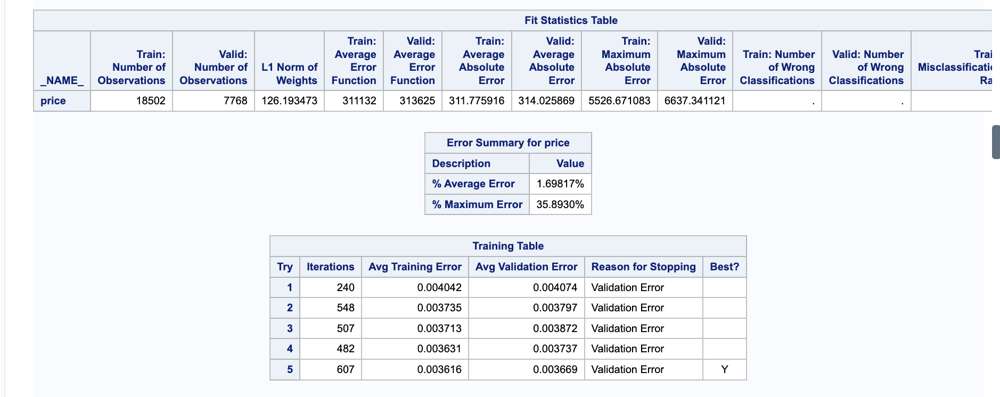 Fit Statistics Table
_NAME_ Train: Number of Observations Valid: Number of Observations L1 Norm of Weights Train: Average Error Function Valid: Average Error Function Train: Average Absolute Error Valid: Average Absolute Error Train: Maximum Absolute Error Valid: Maximum Absolute Error Train: Number of Wrong Classifications Valid: Number of Wrong Classifications
price 18502 7768 126.193473 311132 313625 311.775916 314.025869 5526.671083 6637.341121 . .
Error Summary for price
Description Value
% Average Error 1.69817%
% Maximum Error 35.8930%
Training Table
Try Iterations Avg Training Error Avg Validation Error Reason for Stopping Best?
1 240 0.004042 0.004074 Validation Error
2 548 0.003735 0.003797 Validation Error
3 507 0.003713 0.003872 Validation Error
4 482 0.003631 0.003737 Validation Error
5 607 0.003616 0.003669 Validation Error Y